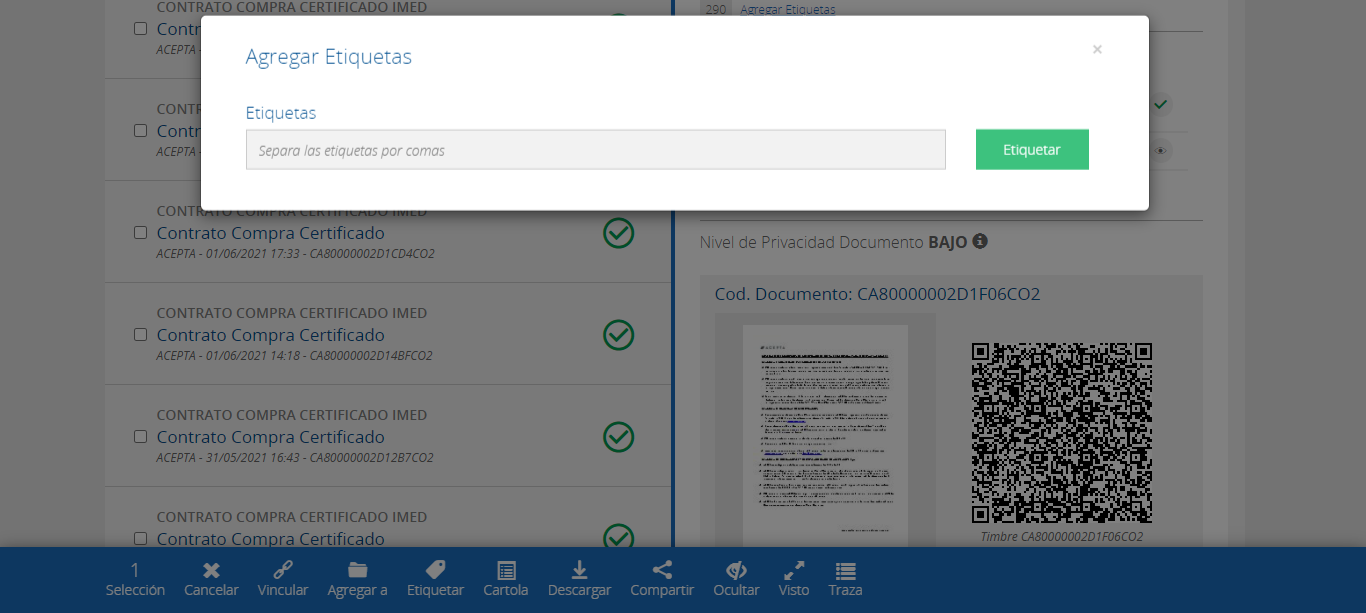 CONTRATO COMPRA CERTIFICADO IMED
Contr
ACEPTA -
CONTR
Contr
ACEPTA -
CONTRATO COMPRA CERTIFICADO IMED
Contrato Compra Certificado
ACEPTA - 01/06/2021 17:33 - CA80000002D1CD4CO2
CONTRATO COMPRA CERTIFICADO IMED
Contrato Compra Certificado
ACEPTA - 01/06/2021 14:18 - CA80000002D14BFCO2
CONTRATO COMPRA CERTIFICADO IMED
Contrato Compra Certificado
ACEPTA - 31/05/2021 16:43 - CA80000002D12B7CO2
CONTRATO COMPRA CERTIFICADO IMED
Contrato Compra Certificado
290 Agregar Etiquetas
Agregar Etiquetas
×
Etiquetas
Separa las etiquetas por comas
Etiquetar
Nivel de Privacidad Documento BAJO
Cod. Documento: CA80000002D1F06CO2
Timbre CA80000002D1F06CO2
1
Selección
Cancelar
Vincular
Agregar a
Etiquetar
Cartola
Descargar
Compartir
Ocultar
Visto
Traza